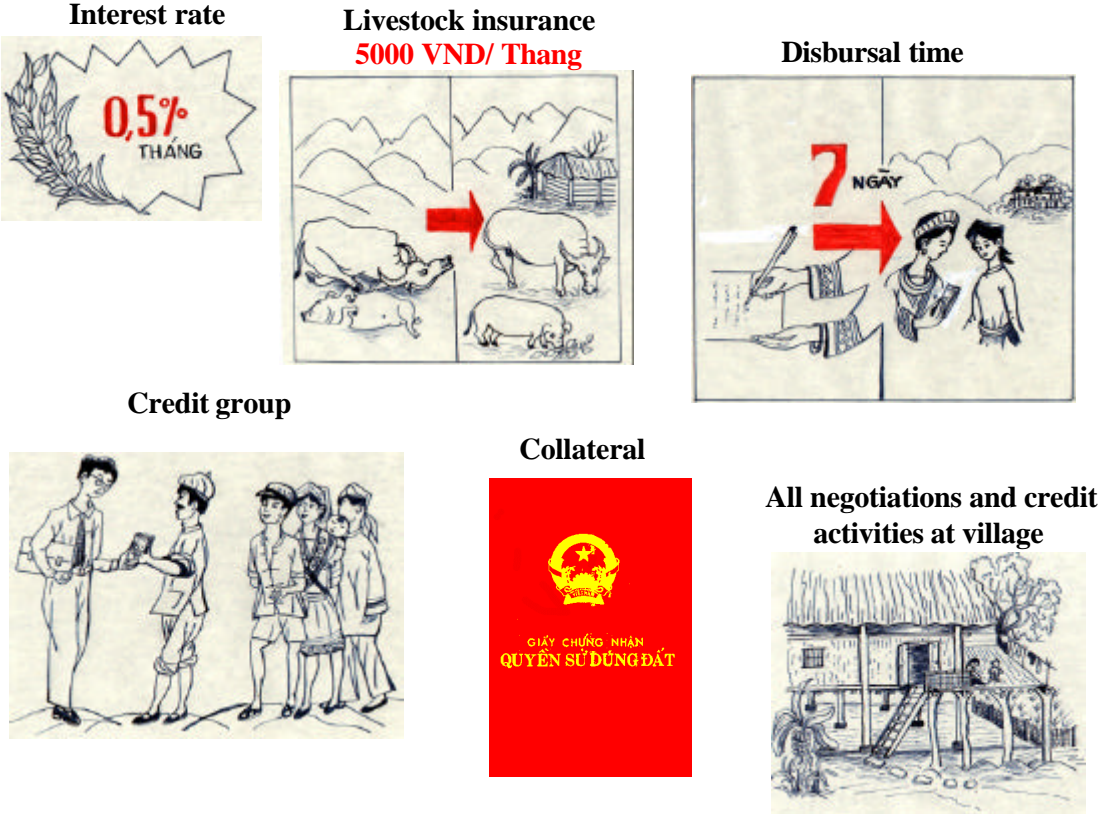 Interest rate
0,5%
THÁNG
Livestock insurance
5000 VND/ Thang
Disbursal time
7 NGÀY
Credit group
Collateral
GIẤY CHỨNG NHẬN
QUYỀN SỬ DỤNG ĐẤT
All negotiations and credit
activities at village